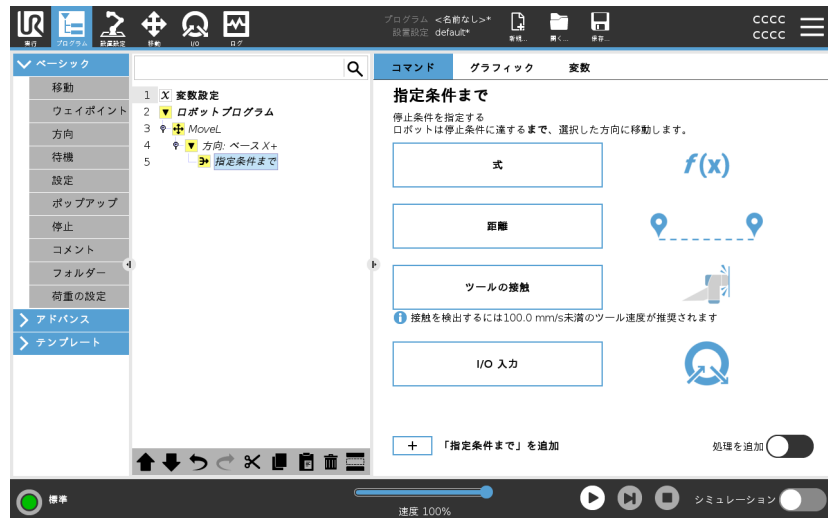 UR
実行
プログラム
設置設定
移動
I/O
ログ
プログラム <名前なし>*
設置設定 default*
新規...
開く...
保存...
cccc
cccc
ベーシック
移動
ウェイポイント
方向
待機
設定
ポップアップ
停止
コメント
フォルダー
荷重の設定
アドバンス
テンプレート
1 X 変数設定
2 ロボットプログラム
3 MoveL
4 方向: ベース X+
5 指定条件まで
コマンド
グラフィック
変数
指定条件まで
停止条件を指定する
ロボットは停止条件に達するまで、選択した方向に移動します。
式
f(x)
距離
ツールの接触
接触を検出するには100.0 mm/s未満のツール速度が推奨されます
I/O 入力
+ 「指定条件まで」を追加
処理を追加
標準
速度 100%
シミュレーション